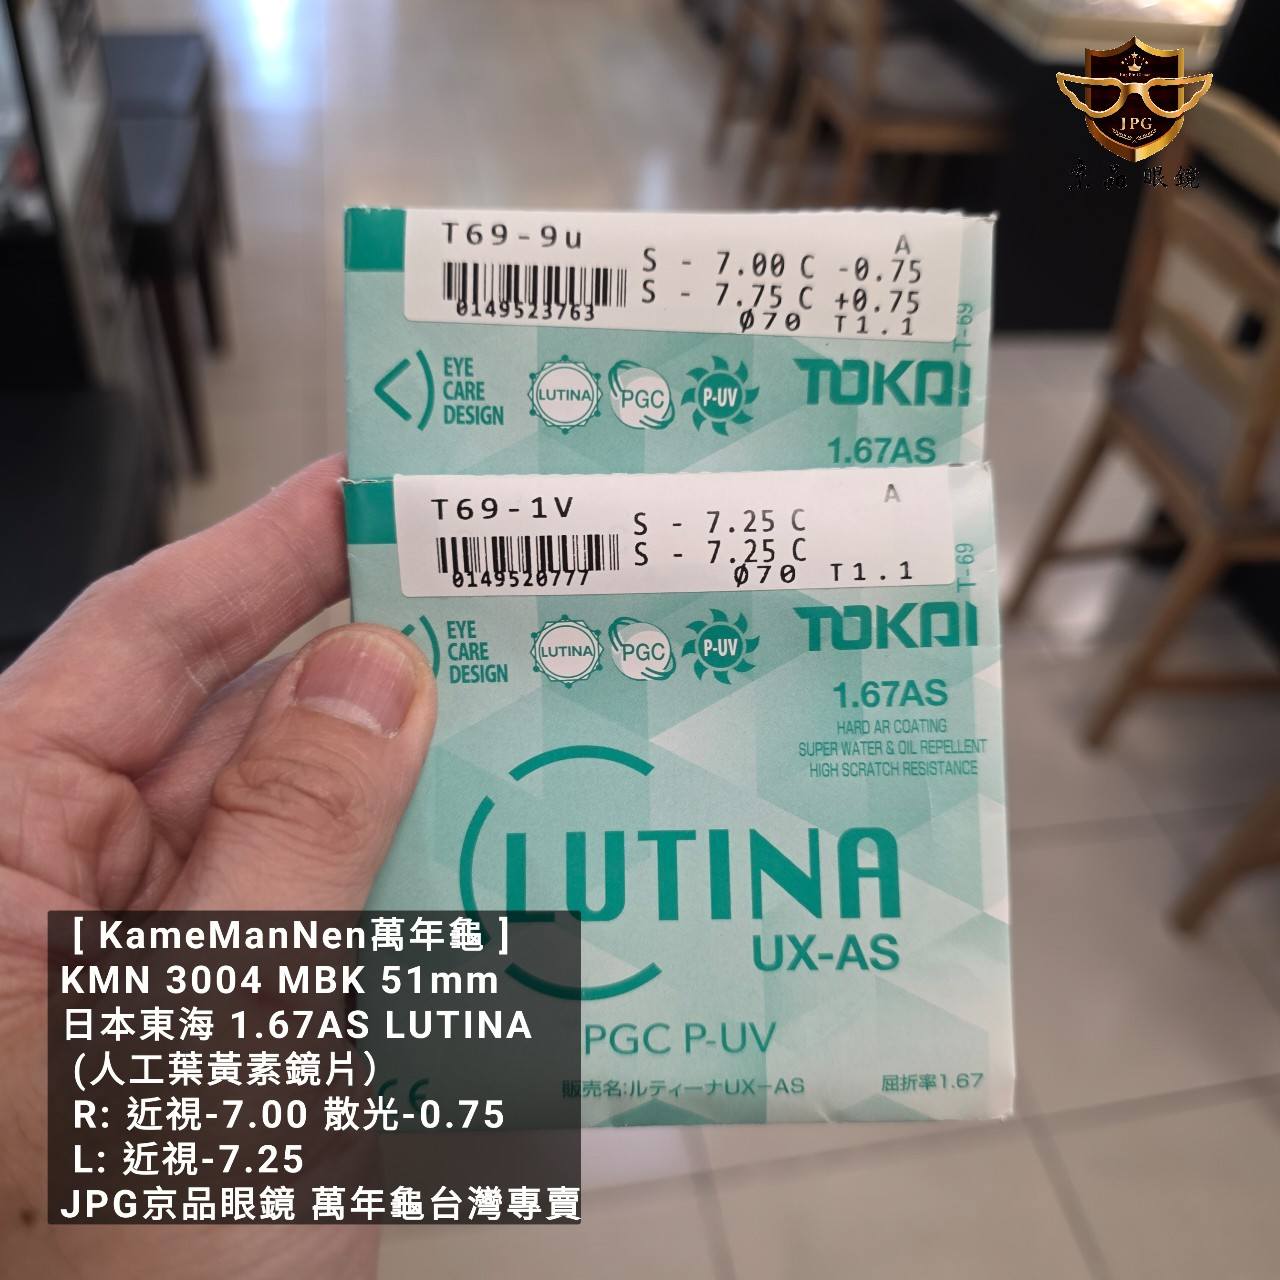 JPG
京品眼鏡
T69-9u
A
S - 7.00 C -0.75
S - 7.75 C +0.75
0149523763
Ø70 T1.1
T-69
EYE
CARE
DESIGN
LUTINA
PGC
P-UV
TOKAI
1.67AS
T69-1V
A
S - 7.25 C
S - 7.25 C
0149520777
Ø70 T1.1
T-69
EYE
CARE
DESIGN
LUTINA
PGC
P-UV
TOKAI
1.67AS
HARD AR COATING
SUPER WATER & OIL REPELLENT
HIGH SCRATCH RESISTANCE
LUTINA
UX-AS
PGC P-UV
CE
販売名:ルティーナUX-AS 屈折率1.67
[ KameManNen萬年龜 ]
KMN 3004 MBK 51mm
日本東海 1.67AS LUTINA
(人工葉黃素鏡片)
R: 近視-7.00 散光-0.75
L: 近視-7.25
JPG京品眼鏡 萬年龜台灣專賣